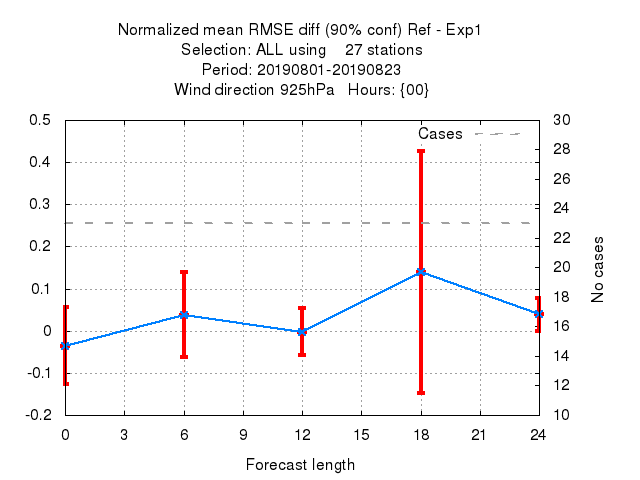 Normalized mean RMSE diff (90% conf) Ref - Exp1
Selection: ALL using 27 stations
Period: 20190801-20190823
Wind direction 925hPa Hours: {00}
Cases
0.5
0.4
0.3
0.2
0.1
0
-0.1
-0.2
30
28
26
24
22
20
18
16
14
12
10
No cases
0 3 6 9 12 15 18 21 24
Forecast length